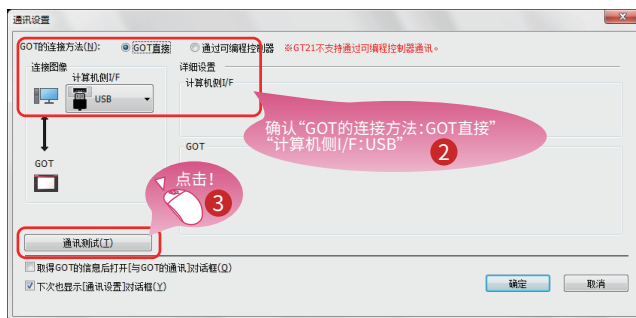 通讯设置
GOT的连接方法(N): GOT直接 通过可编程控制器 ※GT21不支持通过可编程控制器通讯。
连接图像
详细设置
计算机侧I/F
计算机侧I/F
USB
确认“GOT的连接方法:GOT直接”
“计算机侧I/F:USB”
2
GOT
GOT
点击!
3
通讯测试(T)
取得GOT的信息后打开[与GOT的通讯]对话框(Q)
下次也显示[通讯设置]对话框(Y)
确定
取消